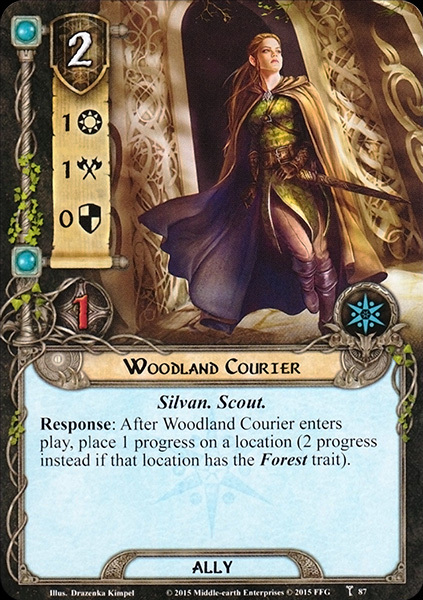 2
1
1
0
1
Woodland Courier
Silvan. Scout.
Response: After Woodland Courier enters
play, place 1 progress on a location (2 progress
instead if that location has the Forest trait).
ALLY
Illus. Drazenka Kimpel © 2015 Middle-earth Enterprises © 2015 FFG 87